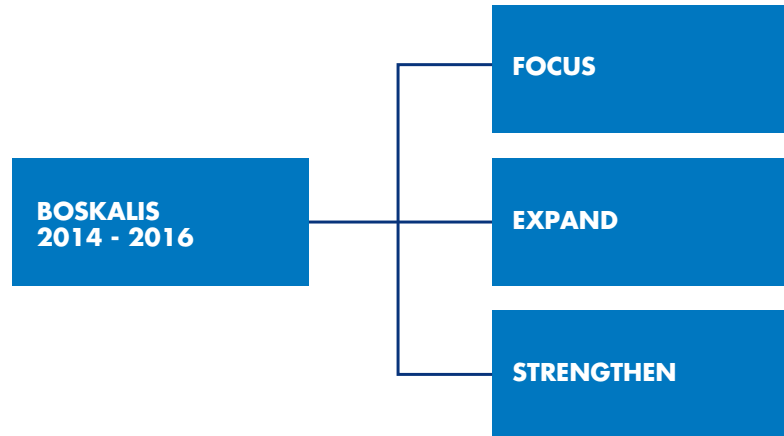 FOCUS
BOSKALIS
2014 - 2016
EXPAND
STRENGTHEN